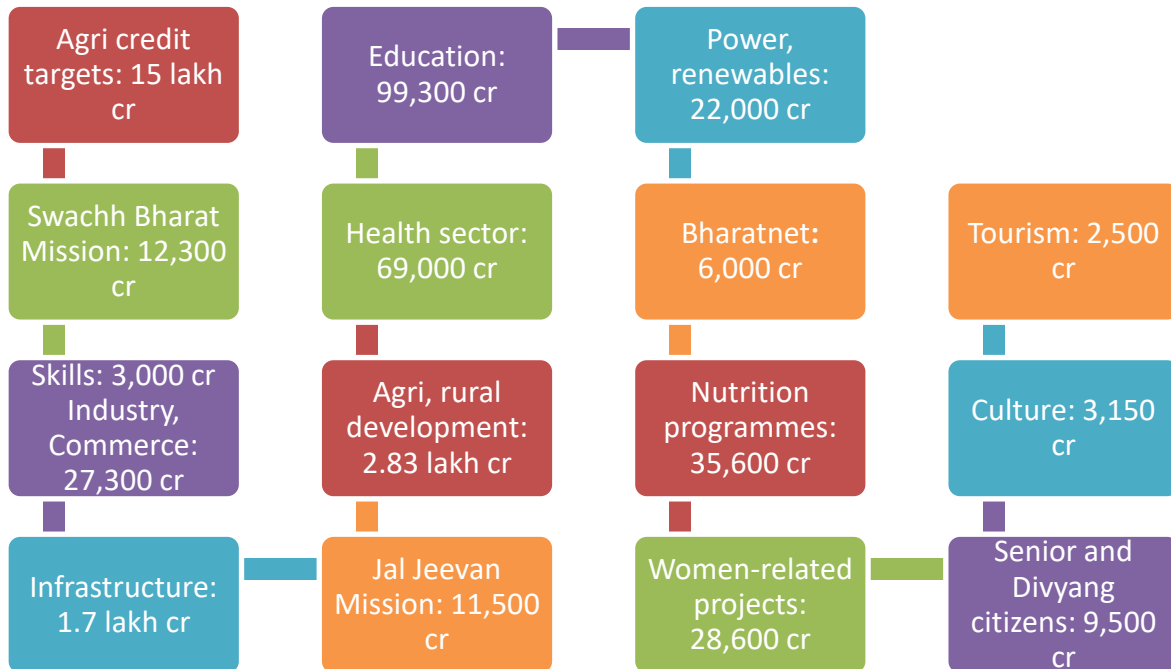 Agri credit
targets: 15 lakh
cr
Swachh Bharat
Mission: 12,300
cr
Skills: 3,000 cr
Industry,
Commerce:
27,300 cr
Infrastructure:
1.7 lakh cr
Jal Jeevan
Mission: 11,500
cr
Agri, rural
development:
2.83 lakh cr
Health sector:
69,000 cr
Education:
99,300 cr
Power,
renewables:
22,000 cr
Bharatnet:
6,000 cr
Nutrition
programmes:
35,600 cr
Women-related
projects:
28,600 cr
Senior and
Divyang
citizens: 9,500
cr
Culture: 3,150
cr
Tourism: 2,500
cr